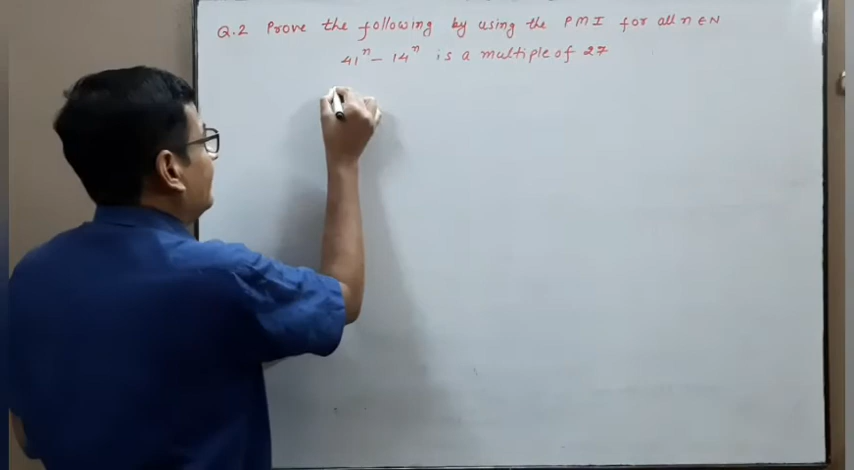 Q.2 Prove the following by using the PMI for all n ∈ N
41ⁿ – 14ⁿ is a multiple of 27